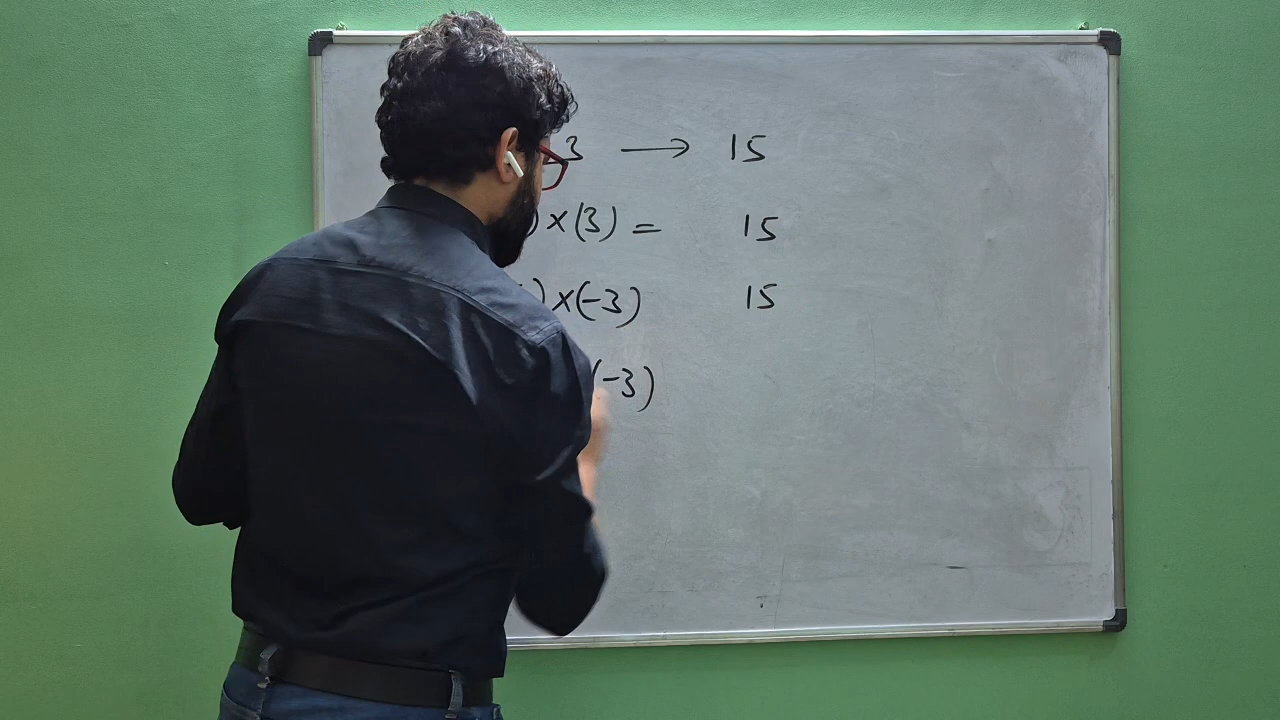 3 → 15
) × (3) = 15
) × (-3) 15
(-3)